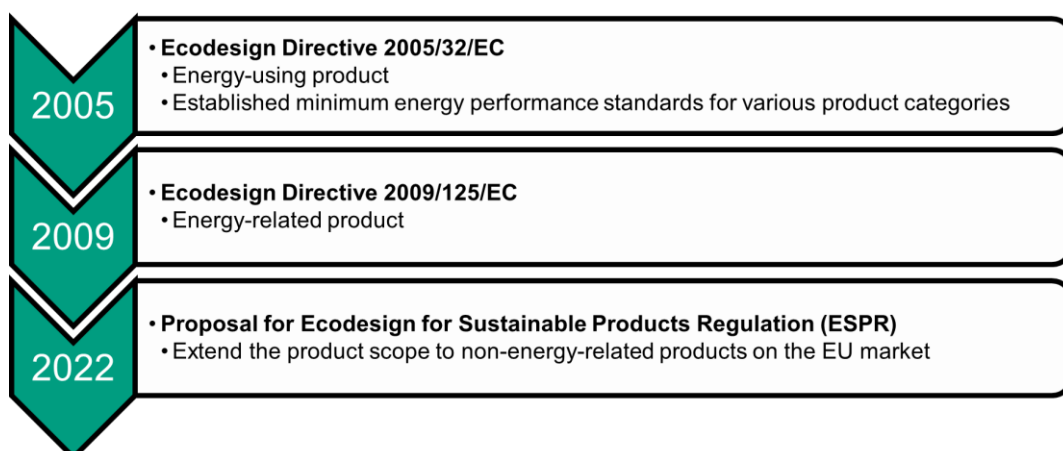 2005
• Ecodesign Directive 2005/32/EC
• Energy-using product
• Established minimum energy performance standards for various product categories
2009
• Ecodesign Directive 2009/125/EC
• Energy-related product
2022
• Proposal for Ecodesign for Sustainable Products Regulation (ESPR)
• Extend the product scope to non-energy-related products on the EU market